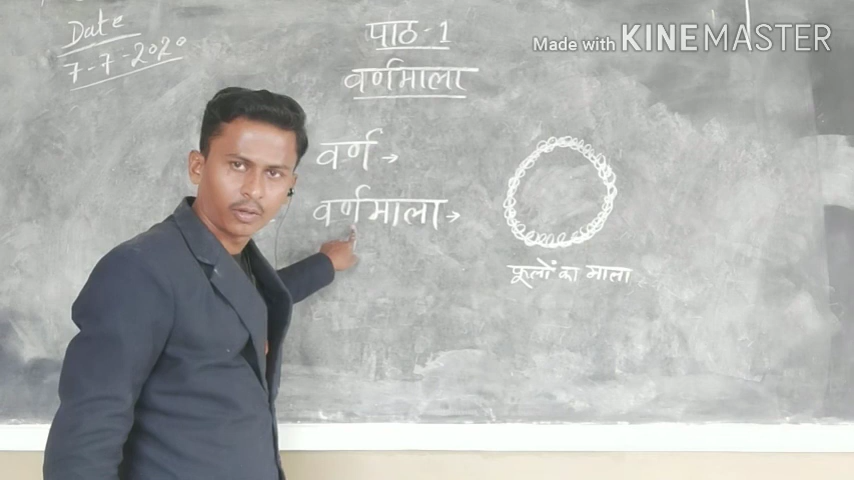 Date
7-7-2020
पाठ-1
Made with KINEMASTER
वर्णमाला
वर्ण →
वर्णमाला →
फूलों का माला